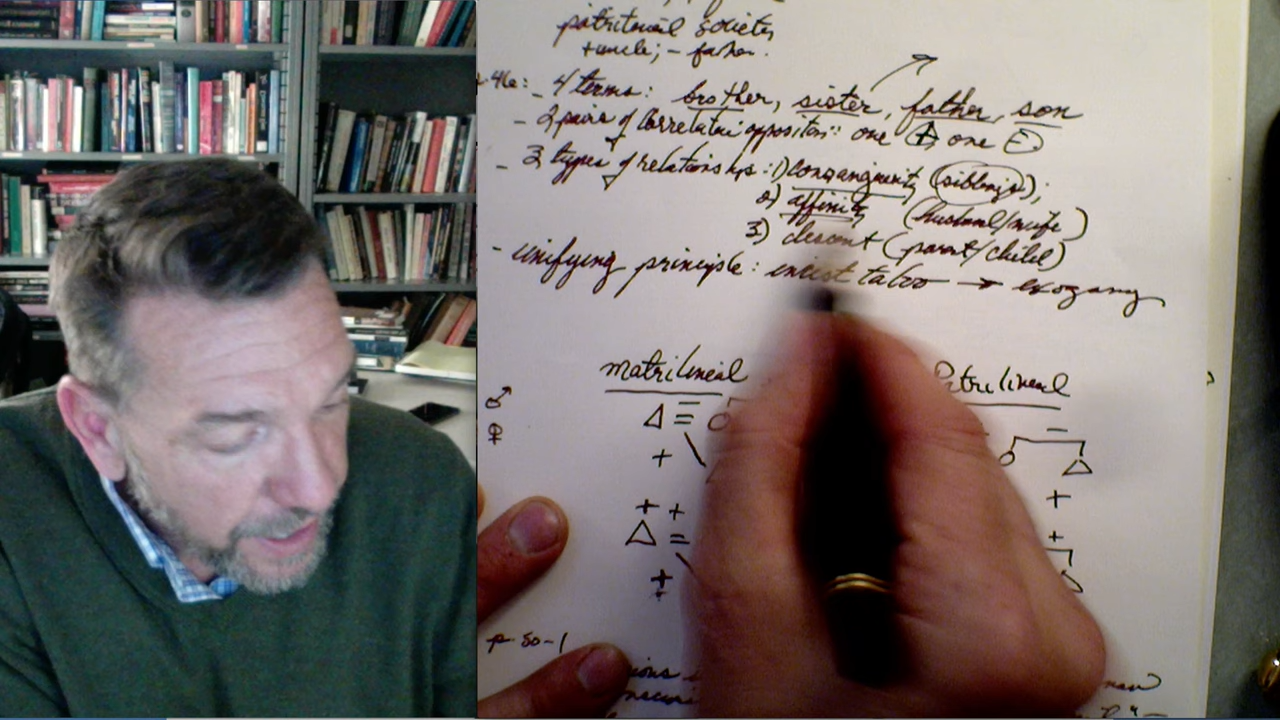 patrilineal society
+ uncle; - father.
p. 46: - 4 terms: brother, sister, father, son
- 2 pairs of correlative oppositions: one + one -
- 3 types of relationships: 1) consanguinity (siblings);
2) affinity (husband/wife)
3) descent (parent/child)
- unifying principle: incest taboo → exogamy
matrilineal Patrilineal
♂ Δ = O -
♀ + +
+ + +
Δ =
+
p. 50-1